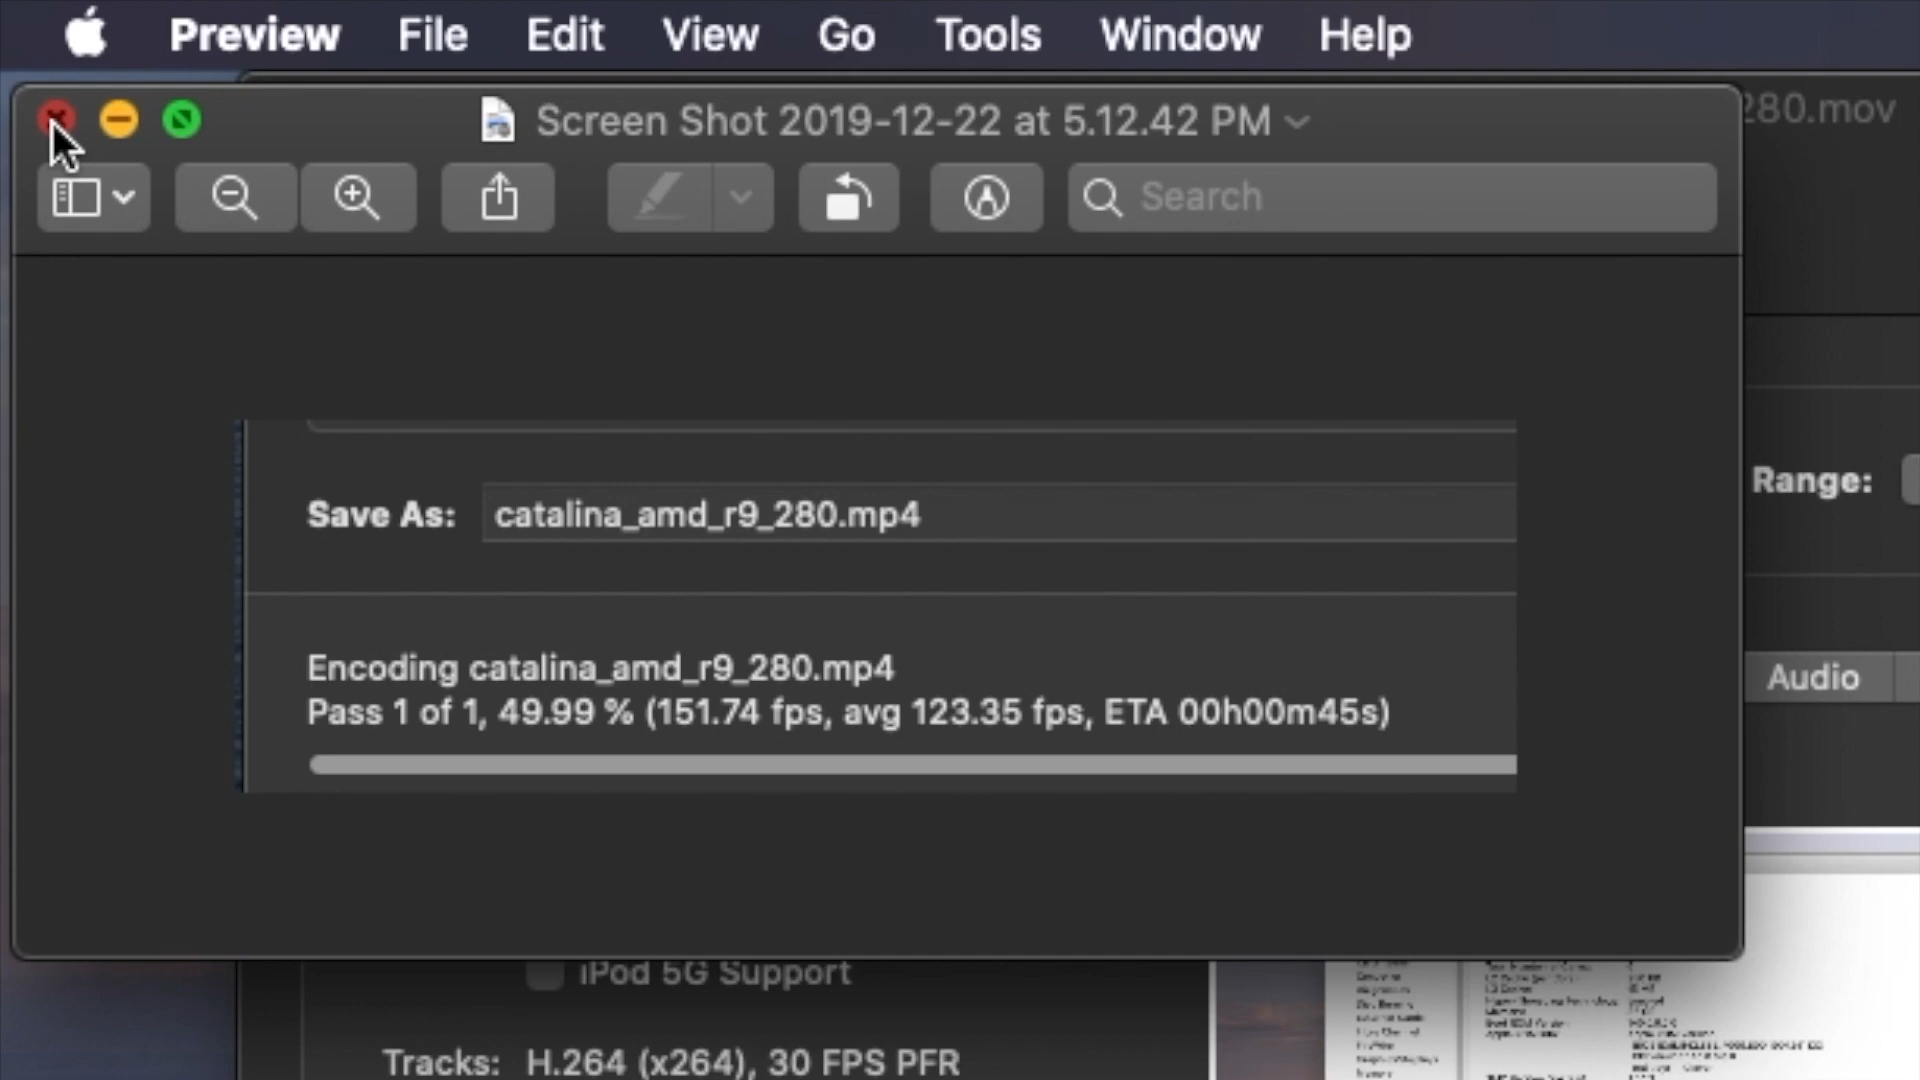 Preview File Edit View Go Tools Window Help
Screen Shot 2019-12-22 at 5.12.42 PM
280.mov
Search
Save As: catalina_amd_r9_280.mp4
Range:
Encoding catalina_amd_r9_280.mp4
Pass 1 of 1, 49.99 % (151.74 fps, avg 123.35 fps, ETA 00h00m45s)
Audio
iPod 5G Support
Tracks: H.264 (x264), 30 FPS PFR